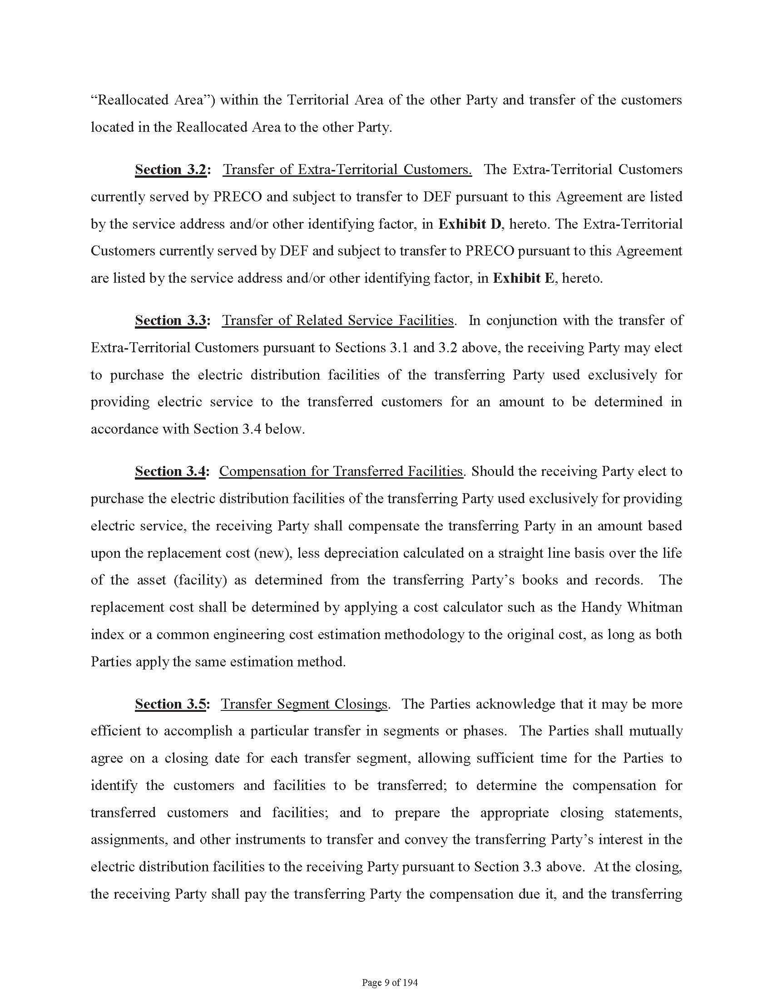 “Reallocated Area”) within the Territorial Area of the other Party and transfer of the customers
located in the Reallocated Area to the other Party.
Section 3.2: Transfer of Extra-Territorial Customers. The Extra-Territorial Customers
currently served by PRECO and subject to transfer to DEF pursuant to this Agreement are listed
by the service address and/or other identifying factor, in Exhibit D, hereto. The Extra-Territorial
Customers currently served by DEF and subject to transfer to PRECO pursuant to this Agreement
are listed by the service address and/or other identifying factor, in Exhibit E, hereto.
Section 3.3: Transfer of Related Service Facilities. In conjunction with the transfer of
Extra-Territorial Customers pursuant to Sections 3.1 and 3.2 above, the receiving Party may elect
to purchase the electric distribution facilities of the transferring Party used exclusively for
providing electric service to the transferred customers for an amount to be determined in
accordance with Section 3.4 below.
Section 3.4: Compensation for Transferred Facilities. Should the receiving Party elect to
purchase the electric distribution facilities of the transferring Party used exclusively for providing
electric service, the receiving Party shall compensate the transferring Party in an amount based
upon the replacement cost (new), less depreciation calculated on a straight line basis over the life
of the asset (facility) as determined from the transferring Party’s books and records. The
replacement cost shall be determined by applying a cost calculator such as the Handy Whitman
index or a common engineering cost estimation methodology to the original cost, as long as both
Parties apply the same estimation method.
Section 3.5: Transfer Segment Closings. The Parties acknowledge that it may be more
efficient to accomplish a particular transfer in segments or phases. The Parties shall mutually
agree on a closing date for each transfer segment, allowing sufficient time for the Parties to
identify the customers and facilities to be transferred; to determine the compensation for
transferred customers and facilities; and to prepare the appropriate closing statements,
assignments, and other instruments to transfer and convey the transferring Party’s interest in the
electric distribution facilities to the receiving Party pursuant to Section 3.3 above. At the closing,
the receiving Party shall pay the transferring Party the compensation due it, and the transferring
Page 9 of 194